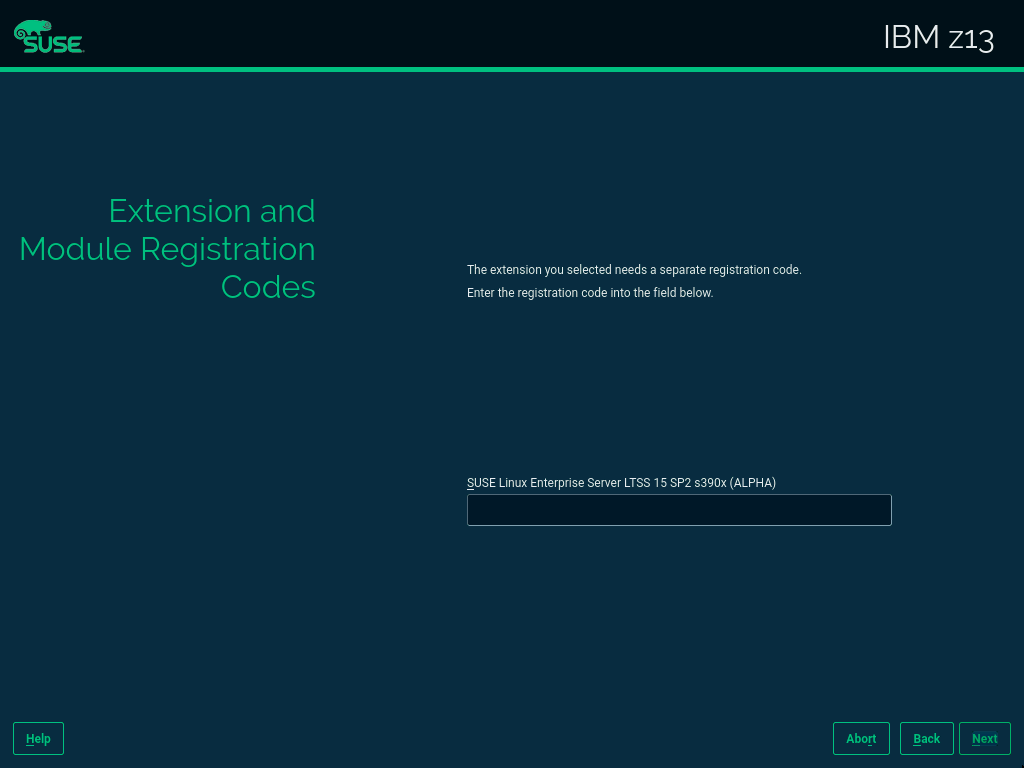 SUSE
IBM z13
Extension and
Module Registration
Codes
The extension you selected needs a separate registration code.
Enter the registration code into the field below.
SUSE Linux Enterprise Server LTSS 15 SP2 s390x (ALPHA)
Help
Abort
Back
Next